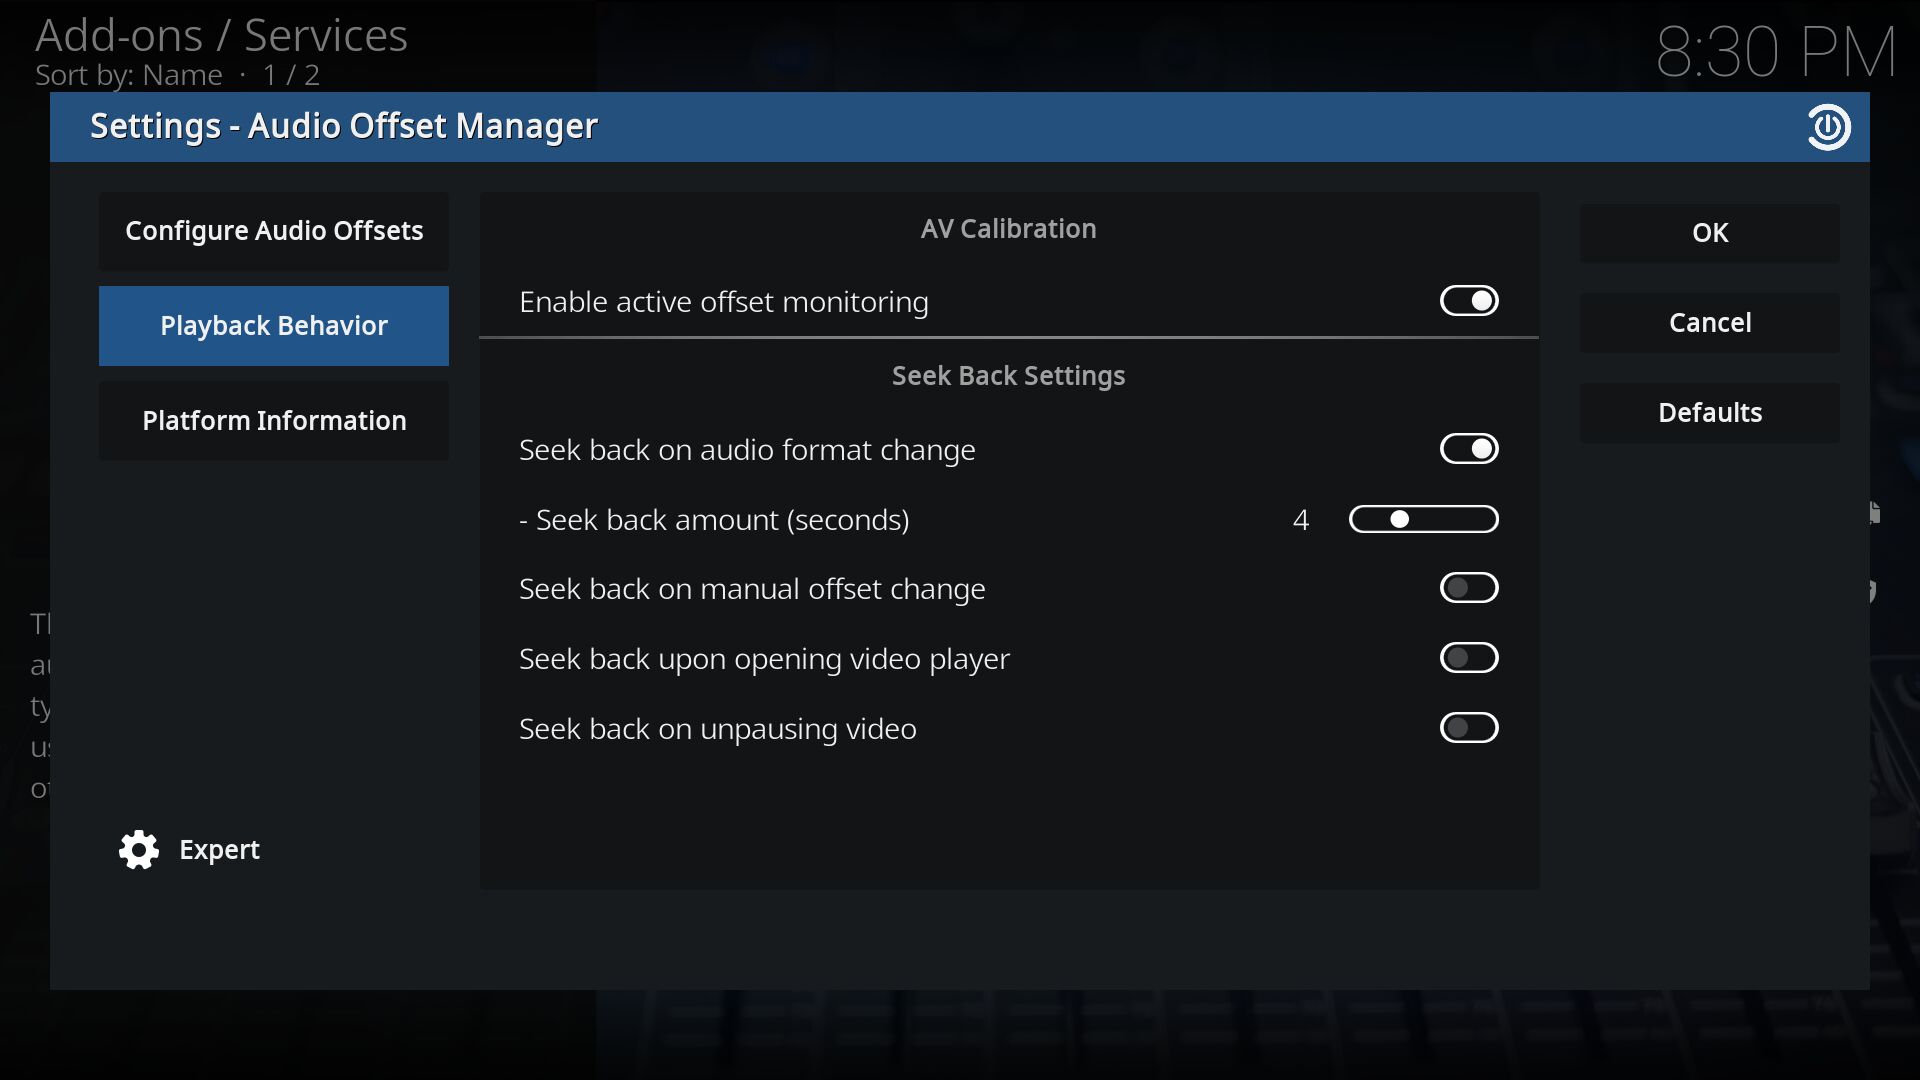 Add-ons / Services
Sort by: Name · 1 / 2
8:30 PM
Settings - Audio Offset Manager
Configure Audio Offsets
Playback Behavior
Platform Information
Expert
AV Calibration
Enable active offset monitoring
Seek Back Settings
Seek back on audio format change
- Seek back amount (seconds) 4
Seek back on manual offset change
Seek back upon opening video player
Seek back on unpausing video
OK
Cancel
Defaults